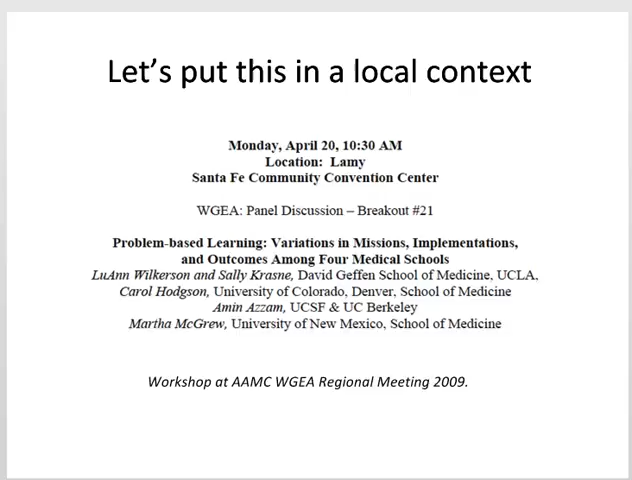 Let's put this in a local context
Monday, April 20, 10:30 AM
Location: Lamy
Santa Fe Community Convention Center
WGEA: Panel Discussion – Breakout #21
Problem-based Learning: Variations in Missions, Implementations,
and Outcomes Among Four Medical Schools
LuAnn Wilkerson and Sally Krasne, David Geffen School of Medicine, UCLA,
Carol Hodgson, University of Colorado, Denver, School of Medicine
Amin Azzam, UCSF & UC Berkeley
Martha McGrew, University of New Mexico, School of Medicine
Workshop at AAMC WGEA Regional Meeting 2009.